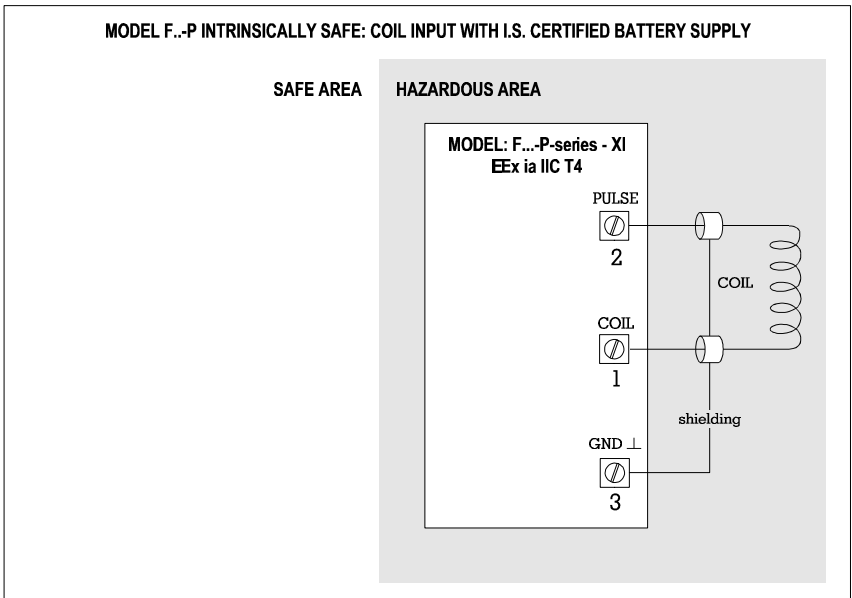 MODEL F..-P INTRINSICALLY SAFE: COIL INPUT WITH I.S. CERTIFIED BATTERY SUPPLY
SAFE AREA
HAZARDOUS AREA
MODEL: F...-P-series - XI
EEx ia IIC T4
PULSE
2
COIL
COIL
1
shielding
GND ⊥
3